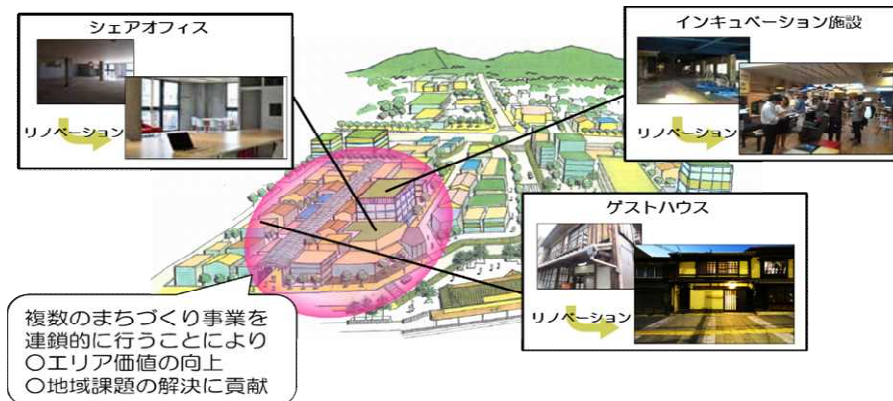 シェアオフィス
リノベーション
インキュベーション施設
リノベーション
ゲストハウス
リノベーション
複数のまちづくり事業を
連鎖的に行うことにより
〇エリア価値の向上
〇地域課題の解決に貢献